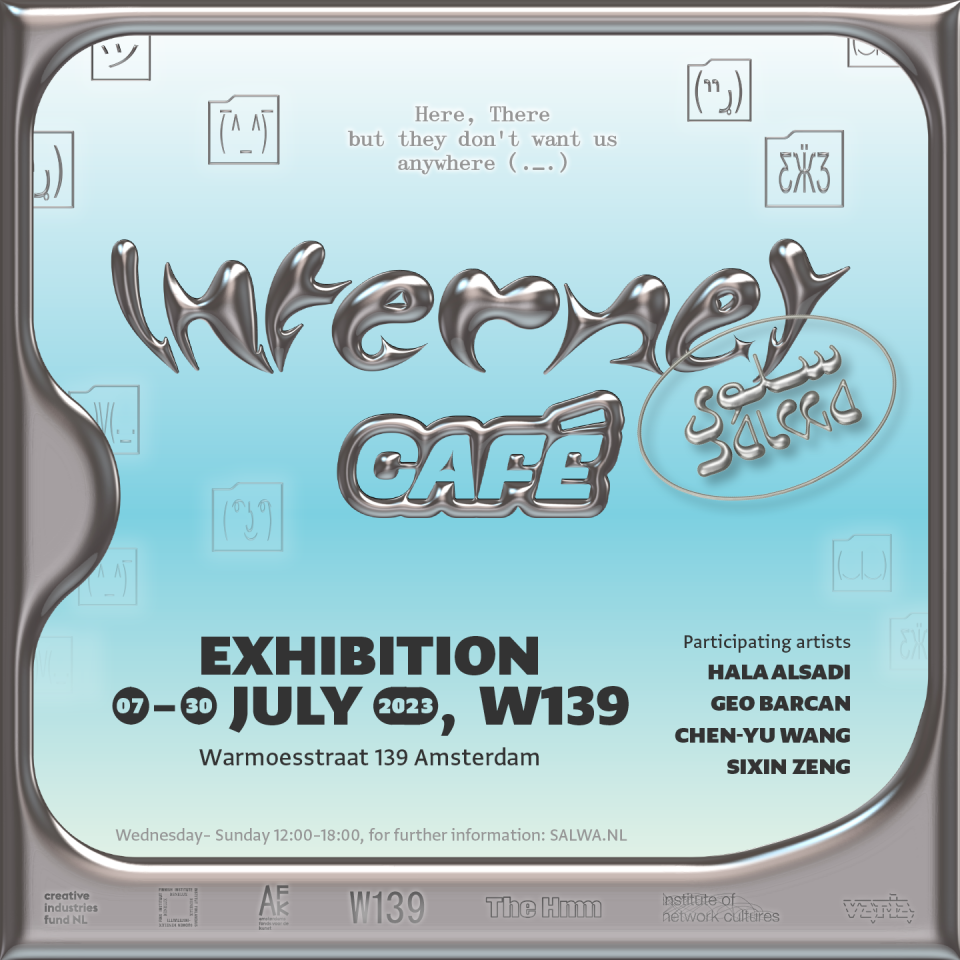 Here, There
but they don't want us
anywhere (._.)
Internet
CAFÉ
سلوى
SALWA
EXHIBITION
07–30 JULY 2023, W139
Warmoesstraat 139 Amsterdam
Participating artists
HALA ALSADI
GEO BARCAN
CHEN-YU WANG
SIXIN ZENG
Wednesday- Sunday 12:00-18:00, for further information: SALWA.NL
creative
industries
fund NL
AFK
W139
The Hmm
institute of
network cultures